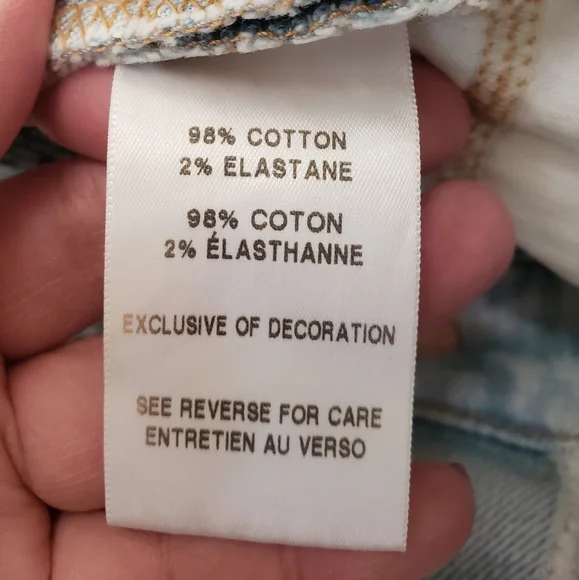 98% COTTON
2% ELASTANE
98% COTON
2% ÉLASTHANNE
EXCLUSIVE OF DECORATION
SEE REVERSE FOR CARE
ENTRETIEN AU VERSO